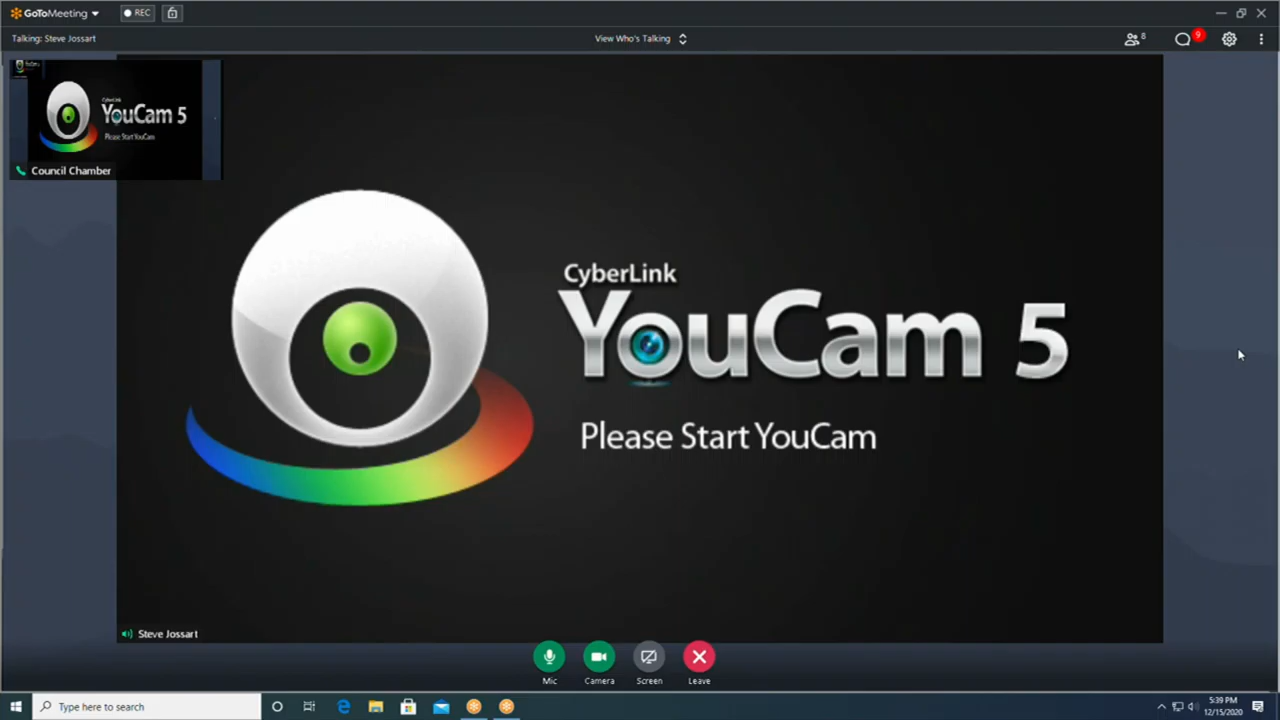 GoToMeeting
REC
Talking: Steve Jossart
View Who's Talking
8
9
CyberLink
YouCam 5
Please Start YouCam
Council Chamber
CyberLink
YouCam 5
Please Start YouCam
Steve Jossart
Mic
Camera
Screen
Leave
Type here to search
5:39 PM
12/15/2020